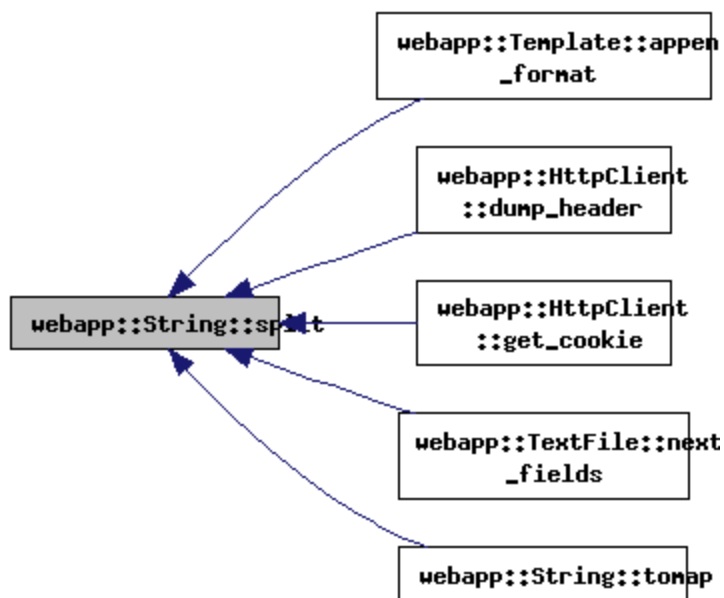 webapp::Template::appen
_format
webapp::HttpClient
::dump_header
webapp::String::split
webapp::HttpClient
::get_cookie
webapp::TextFile::next
_fields
webapp::String::tomap